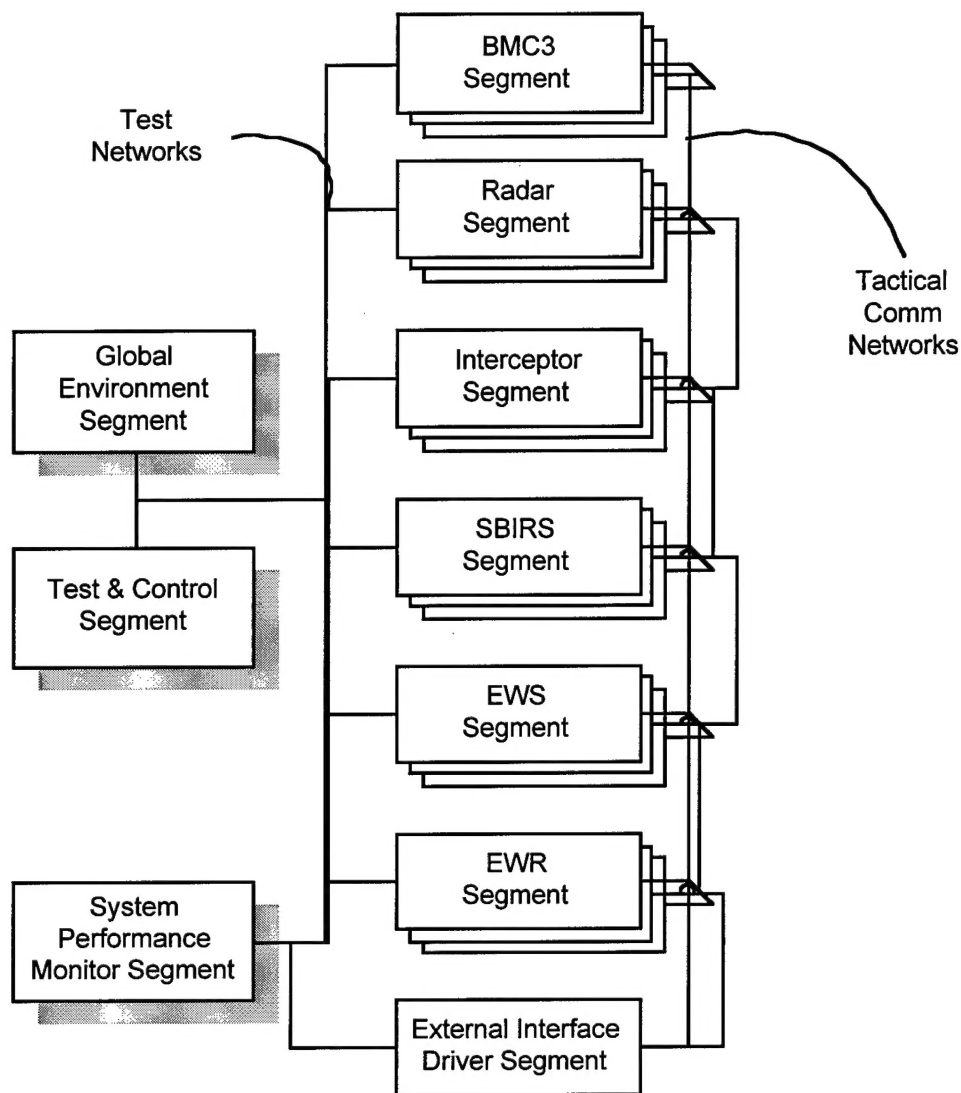 BMC3
Segment
Test
Networks
Radar
Segment
Tactical
Comm
Networks
Global
Environment
Segment
Interceptor
Segment
SBIRS
Segment
Test & Control
Segment
EWS
Segment
EWR
Segment
System
Performance
Monitor Segment
External Interface
Driver Segment